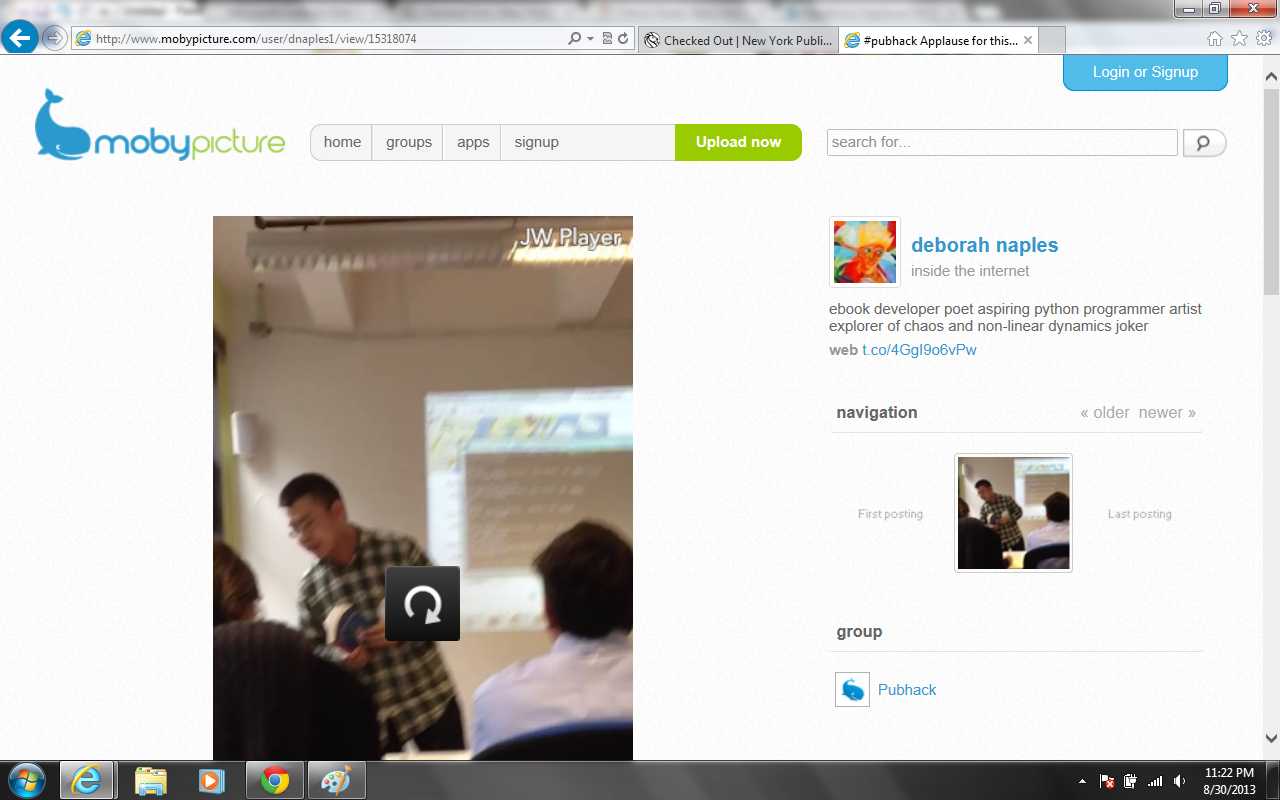 http://www.mobypicture.com/user/dnaples1/view/15318074
Checked Out | New York Publi...
#pubhack Applause for this...
Login or Signup
mobypicture
home groups apps signup Upload now
search for...
JW Player
deborah naples
inside the internet
ebook developer poet aspiring python programmer artist
explorer of chaos and non-linear dynamics joker
web t.co/4GgI9o6vPw
navigation « older newer »
First posting Last posting
group
Pubhack
11:22 PM
8/30/2013